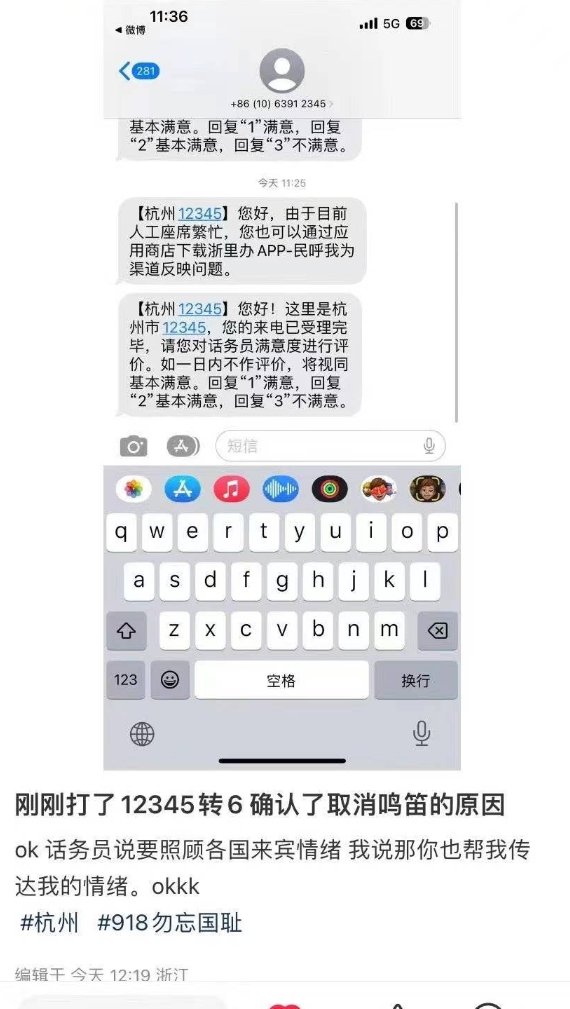 11:36
5G 69
◀ 微博
281
+86 (10) 6391 2345
基本满意。回复“1”满意，回复
“2”基本满意，回复“3”不满意。
今天 11:25
【杭州12345】您好，由于目前
人工座席繁忙，您也可以通过应
用商店下载浙里办 APP-民呼我为
渠道反映问题。
【杭州12345】您好！这里是杭
州市12345，您的来电已受理完
毕，请您对话务员满意度进行评
价。如一日内不作评价，将视同
基本满意。回复“1”满意，回复
“2”基本满意，回复“3”不满意。
短信
q w e r t y u i o p
a s d f g h j k l
z x c v b n m
123 空格 换行
刚刚打了12345转6 确认了取消鸣笛的原因
ok 话务员说要照顾各国来宾情绪 我说那你也帮我传
达我的情绪。okkk
#杭州 #918勿忘国耻
编辑于 今天 12:19 浙江